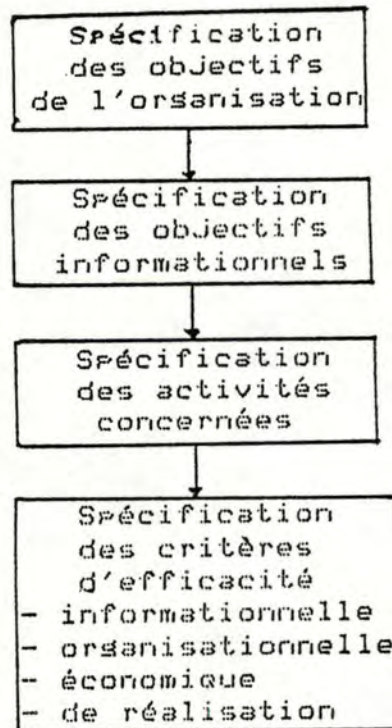 Spécification
des objectifs
de l'organisation
Spécification
des objectifs
informationnels
Spécification
des activités
concernées
Spécification
des critères
d'efficacité
- informationnelle
- organisationnelle
- économique
- de réalisation